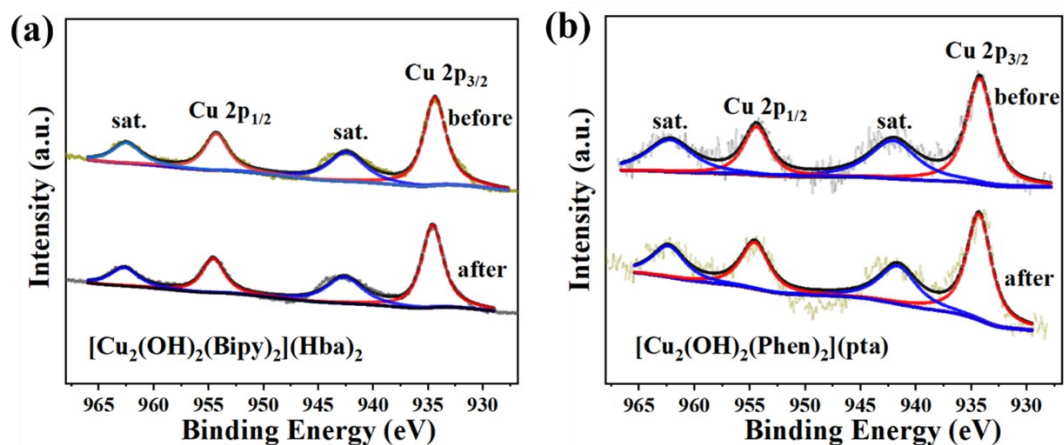 (a)
Intensity (a.u.)
sat.
Cu 2p1/2
sat.
Cu 2p3/2
before
after
[Cu2(OH)2(Bipy)2](Hba)2
965 960 955 950 945 940 935 930
Binding Energy (eV)
(b)
Intensity (a.u.)
sat.
Cu 2p1/2
sat.
Cu 2p3/2
before
after
[Cu2(OH)2(Phen)2](pta)
965 960 955 950 945 940 935 930
Binding Energy (eV)